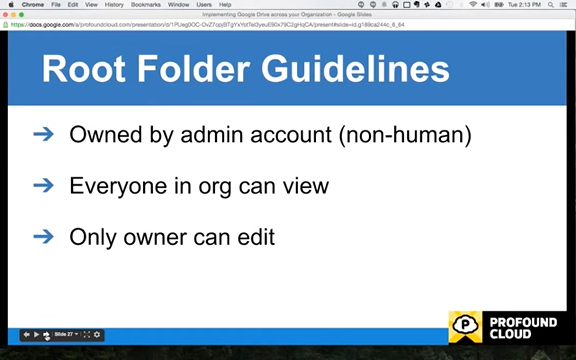 Chrome File Edit View History Bookmarks Window Users Help
Tue 2:13 PM
Implementing Google Drive across your Organization - Google Slides
Root Folder Guidelines
Owned by admin account (non-human)
Everyone in org can view
Only owner can edit
Slide 27
P
PROFOUND
CLOUD